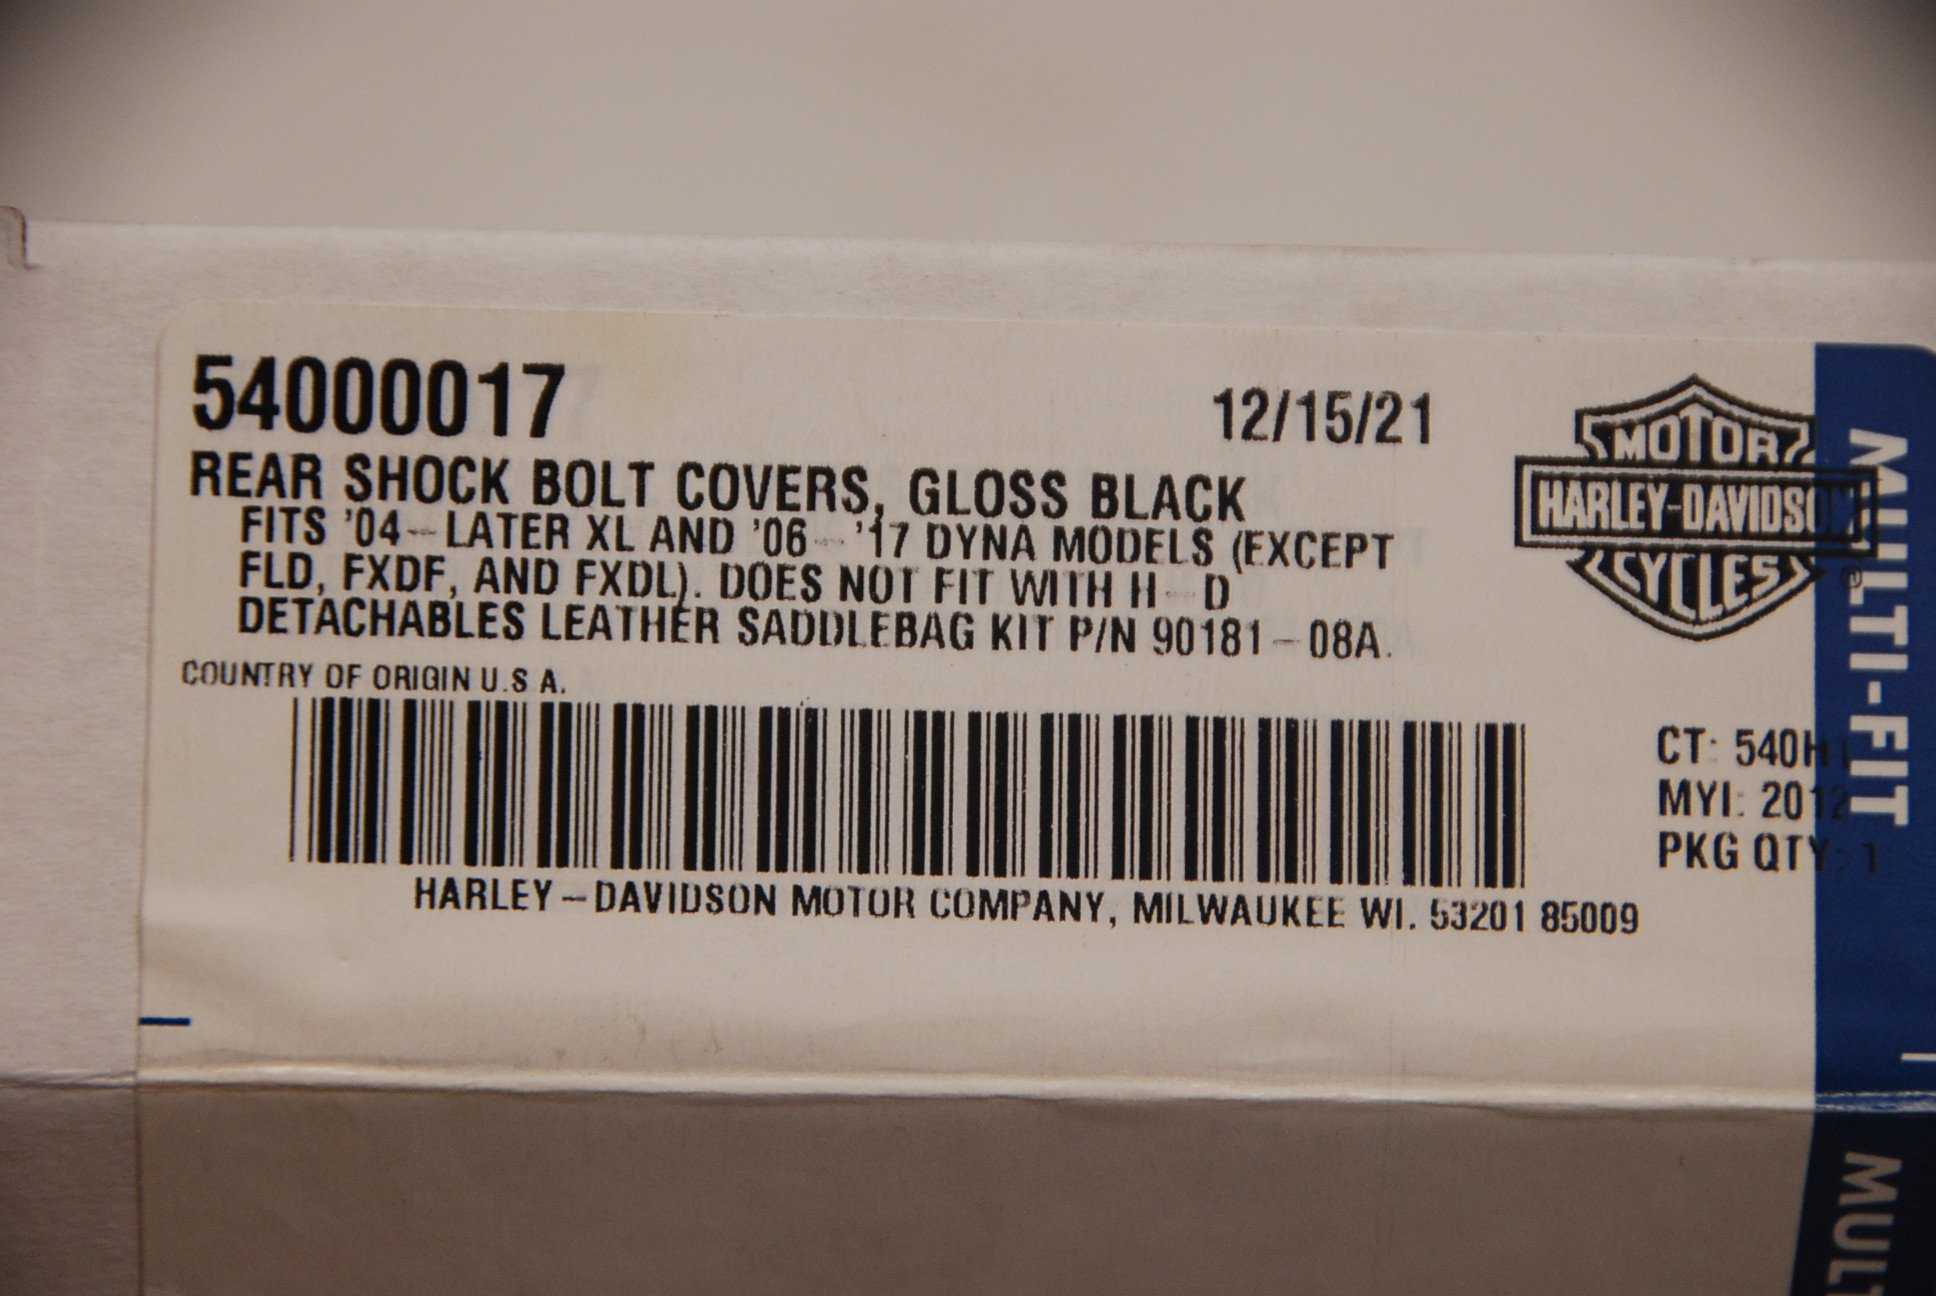 54000017
12/15/21
REAR SHOCK BOLT COVERS, GLOSS BLACK
FITS '04-LATER XL AND '06-'17 DYNA MODELS (EXCEPT
FLD, FXDF, AND FXDL). DOES NOT FIT WITH H-D
DETACHABLES LEATHER SADDLEBAG KIT P/N 90181-08A.
COUNTRY OF ORIGIN U.S.A.
HARLEY-DAVIDSON MOTOR COMPANY, MILWAUKEE WI. 53201 85009
MOTOR
HARLEY-DAVIDSON
CYCLES
®
CT: 540H1
MYI: 2012
PKG QTY: 1
MULTI-FIT
MULT